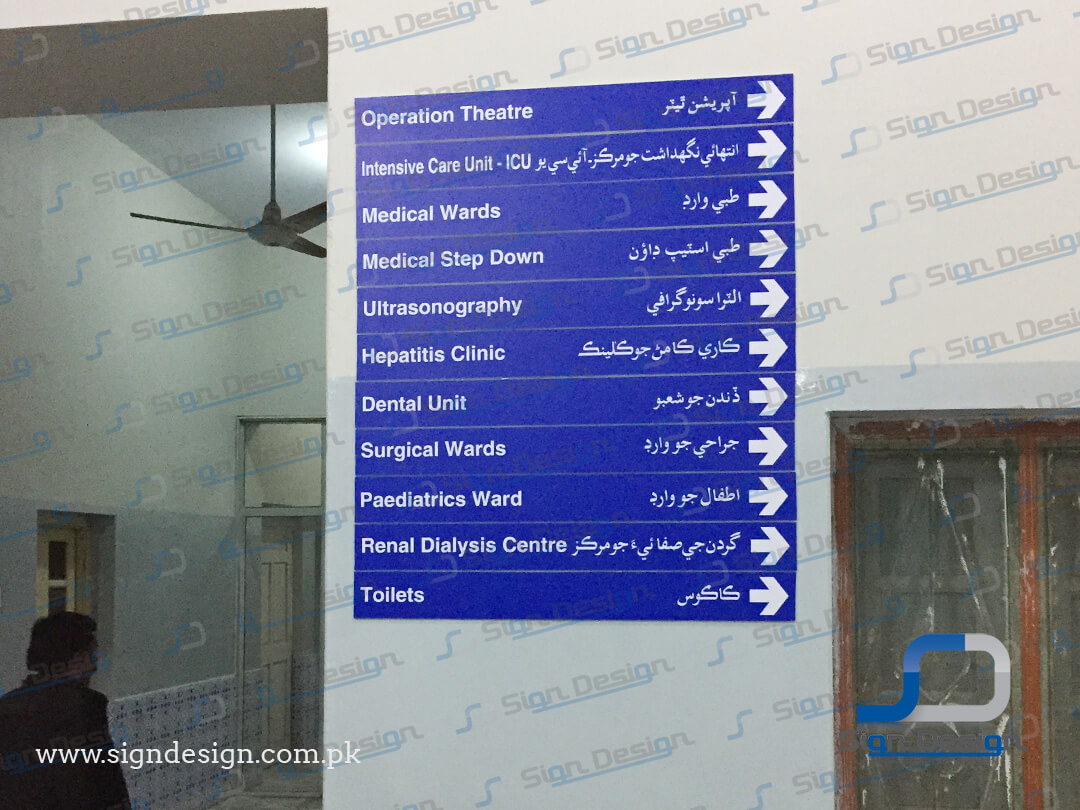 Operation Theatre آپريشن ٿيٽر
Intensive Care Unit - ICU انتهائي نگهداشت جو مرڪز۔ آئي سي يو
Medical Wards طبي وارڊ
Medical Step Down طبي اسٽيپ ڊاؤن
Ultrasonography الٽراسونوگرافي
Hepatitis Clinic ڪاري ڪامڻ جو ڪلينڪ
Dental Unit ڏندن جو شعبو
Surgical Wards جراحي جو وارڊ
Paediatrics Ward اطفال جو وارڊ
Renal Dialysis Centre گردن جي صفائيءَ جو مرڪز
Toilets ڪاڪوس
www.signdesign.com.pk
Sign Design